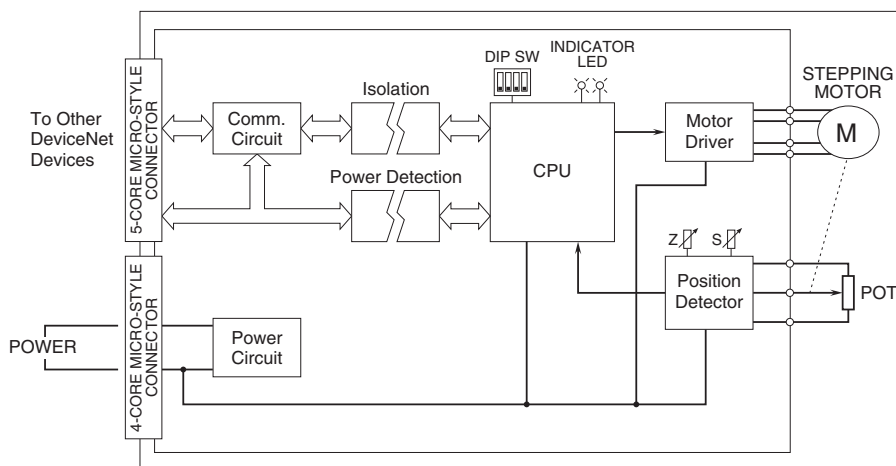 To Other
DeviceNet
Devices
5-CORE MICRO-STYLE
CONNECTOR
Comm.
Circuit
Isolation
Power Detection
DIP SW
INDICATOR
LED
CPU
Motor
Driver
STEPPING
MOTOR
M
Z
S
Position
Detector
POT
POWER
4-CORE MICRO-STYLE
CONNECTOR
Power
Circuit